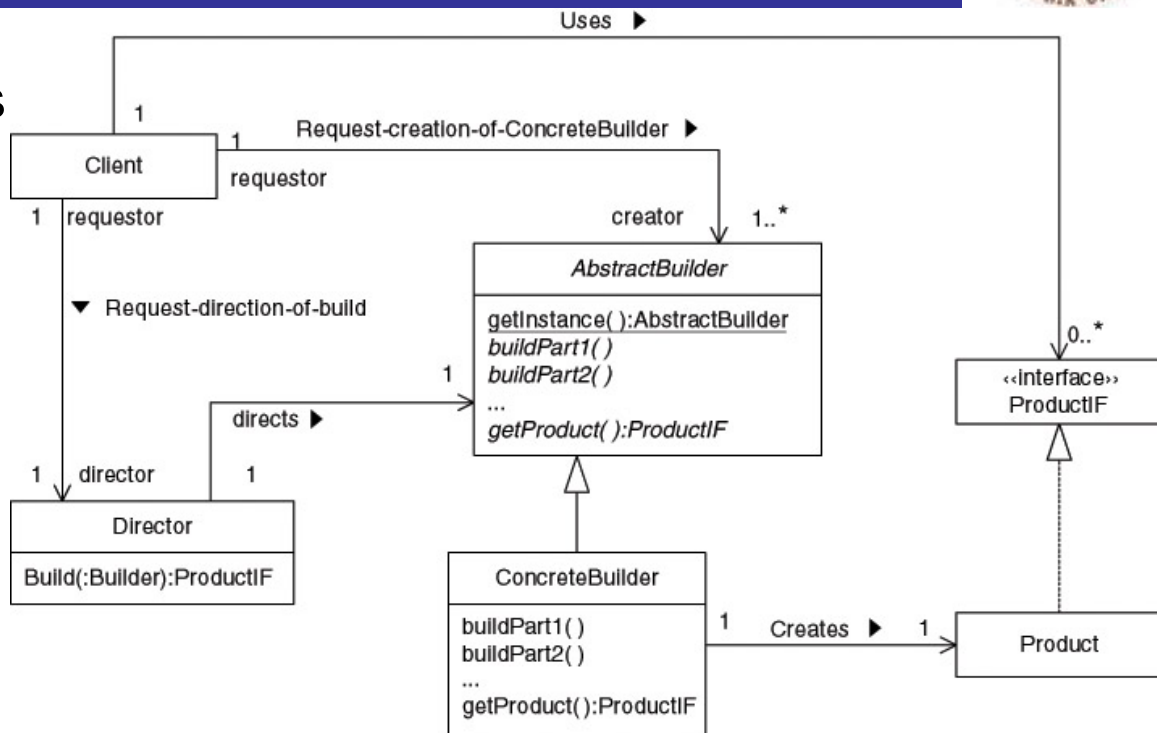 Uses ▶
s
1
Request-creation-of-ConcreteBuilder ▶
1
Client
requestor
1
requestor
creator
1..*
AbstractBuilder
▼ Request-direction-of-build
getInstance( ):AbstractBuilder
buildPart1( )
buildPart2( )
...
getProduct( ):ProductIF
0..*
‹‹interface››
ProductIF
1
directs ▶
1
director
1
Director
Build(:Builder):ProductIF
ConcreteBuilder
buildPart1( )
buildPart2( )
...
getProduct( ):ProductIF
1
Creates ▶
1
Product